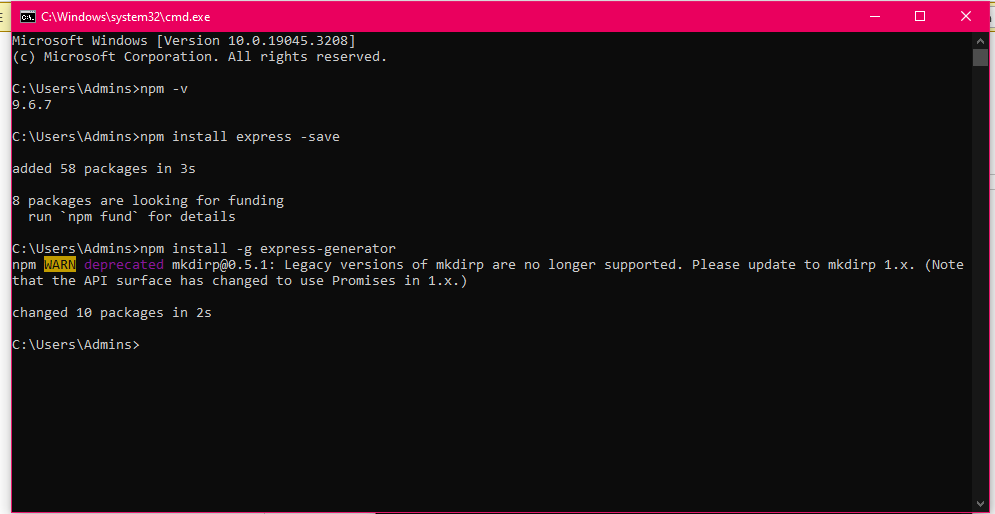 C:\Windows\system32\cmd.exe
Microsoft Windows [Version 10.0.19045.3208]
(c) Microsoft Corporation. All rights reserved.
C:\Users\Admins>npm -v
9.6.7
C:\Users\Admins>npm install express -save
added 58 packages in 3s
8 packages are looking for funding
  run `npm fund` for details
C:\Users\Admins>npm install -g express-generator
npm WARN deprecated mkdirp@0.5.1: Legacy versions of mkdirp are no longer supported. Please update to mkdirp 1.x. (Note
that the API surface has changed to use Promises in 1.x.)
changed 10 packages in 2s
C:\Users\Admins>